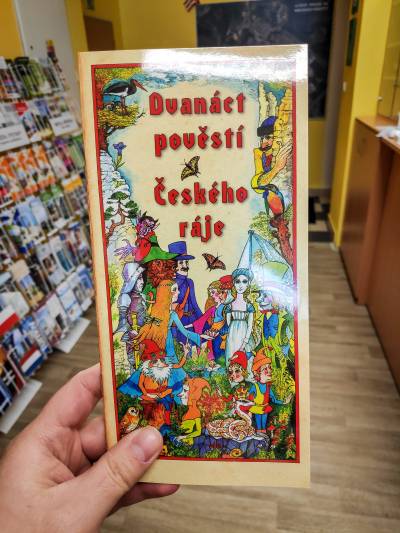 Dvanáct
pověstí
Českého
ráje